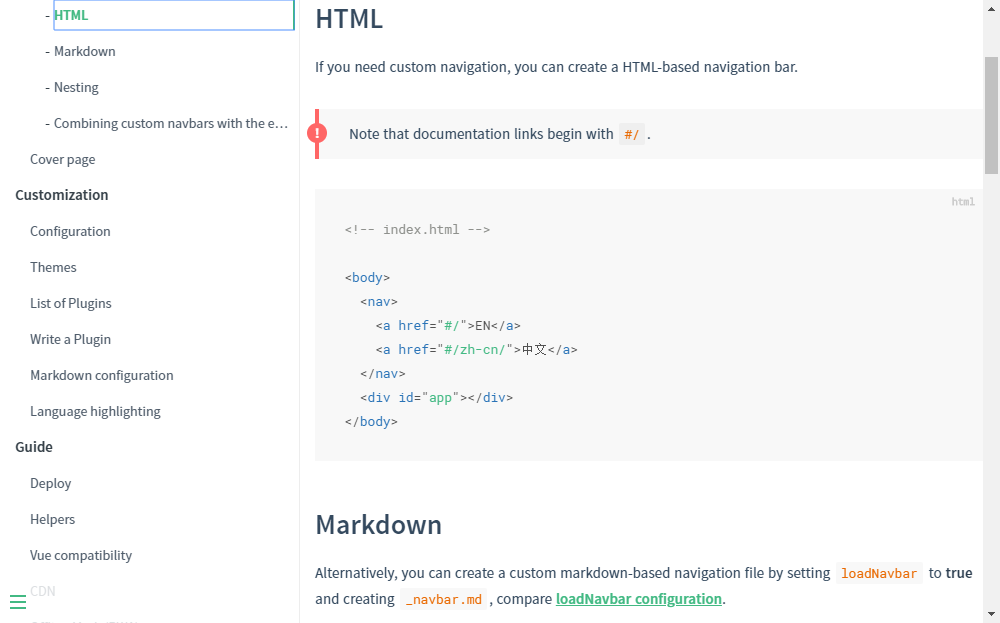 - HTML
- Markdown
- Nesting
- Combining custom navbars with the e…
Cover page
Customization
Configuration
Themes
List of Plugins
Write a Plugin
Markdown configuration
Language highlighting
Guide
Deploy
Helpers
Vue compatibility
CDN
HTML
If you need custom navigation, you can create a HTML-based navigation bar.
! Note that documentation links begin with #/ .
html
<!-- index.html -->
<body>
<nav>
<a href="#/">EN</a>
<a href="#/zh-cn/">中文</a>
</nav>
<div id="app"></div>
</body>
Markdown
Alternatively, you can create a custom markdown-based navigation file by setting loadNavbar to true
and creating _navbar.md , compare loadNavbar configuration.